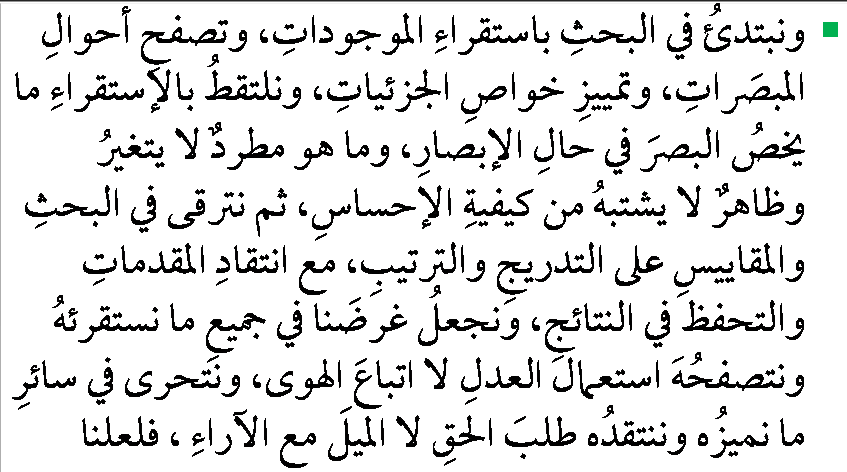 ونبتدئُ في البحثِ باستقراءِ الموجوداتِ، وتصفحِ أحوالِ
المبصَراتِ، وتمييزِ خواصِ الجزئياتِ، ونلتقطُ بالإستقراءِ ما
يخصُ البصرَ في حالِ الإبصارِ، وما هو مطردٌ لا يتغيرُ
وظاهرٌ لا يشتبهُ من كيفيةِ الإحساسِ، ثم نترقى في البحثِ
والمقاييسِ على التدريجِ والترتيبِ، مع انتقادِ المقدماتِ
والتحفظَ في النتائجِ، ونجعلُ غرضَنا في جميعِ ما نستقرئهُ
ونتصفحُهَ استعمالَ العدلِ لا اتباعَ الهوى، ونَتحرى في سائرِ
ما نميزُه وننتقدُه طلبَ الحقِ لا الميلَ مع الآراءِ ، فلعلنا